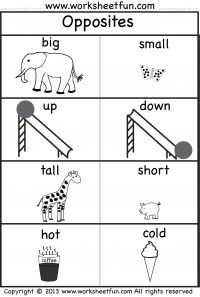 www.worksheetfun.com
Opposites
big small
up down
tall short
hot cold
coffee
Copyright © 2013 www.worksheetfun.com All rights reserved